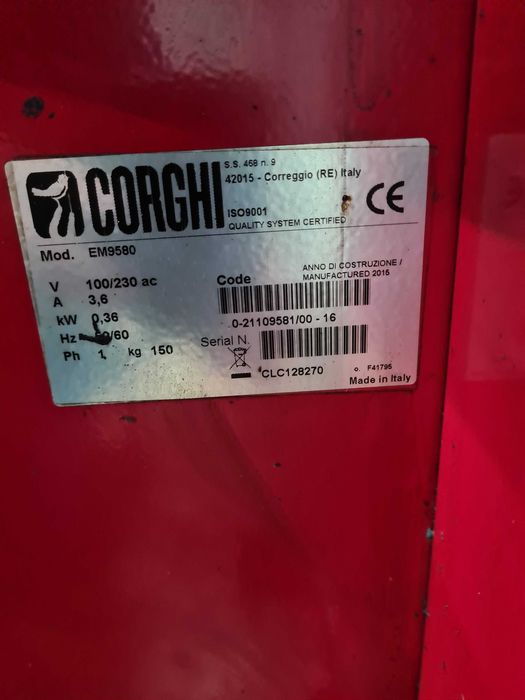 CORGHI
S.S. 468 n. 9
42015 - Correggio (RE) Italy
ISO9001
QUALITY SYSTEM CERTIFIED
CE
Mod. EM9580
V 100/230 ac
A 3,6
kW 0,36
Hz /60
Ph 1 kg 150
ANNO DI COSTRUZIONE /
MANUFACTURED 2015
Code
0-21109581/00 - 16
Serial N.
CLC128270
o. F41795
Made in Italy